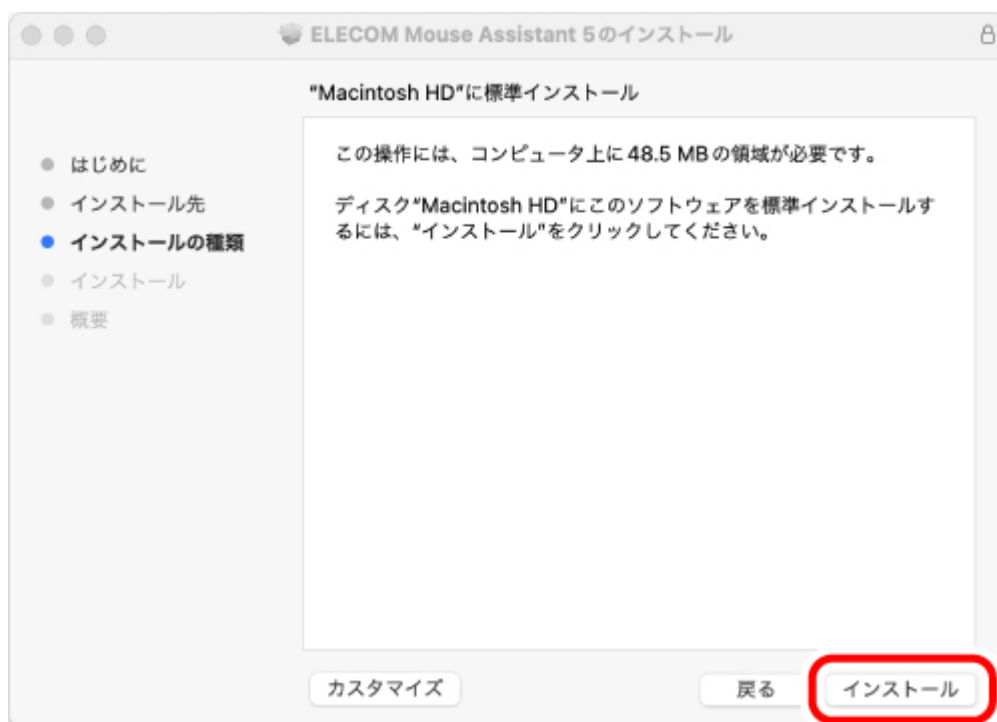 ELECOM Mouse Assistant 5のインストール
"Macintosh HD"に標準インストール
はじめに
インストール先
インストールの種類
インストール
概要
この操作には、コンピュータ上に48.5 MBの領域が必要です。
ディスク"Macintosh HD"にこのソフトウェアを標準インストールす
るには、"インストール"をクリックしてください。
カスタマイズ
戻る
インストール